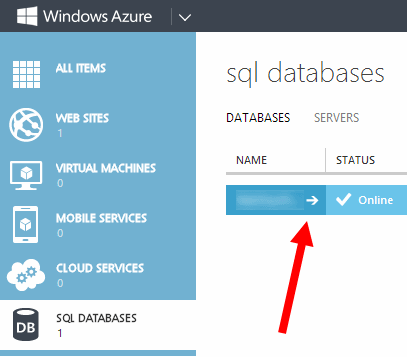 Windows Azure
ALL ITEMS
WEB SITES
1
VIRTUAL MACHINES
0
MOBILE SERVICES
0
CLOUD SERVICES
0
DB
SQL DATABASES
1
sql databases
DATABASES SERVERS
NAME STATUS
Online